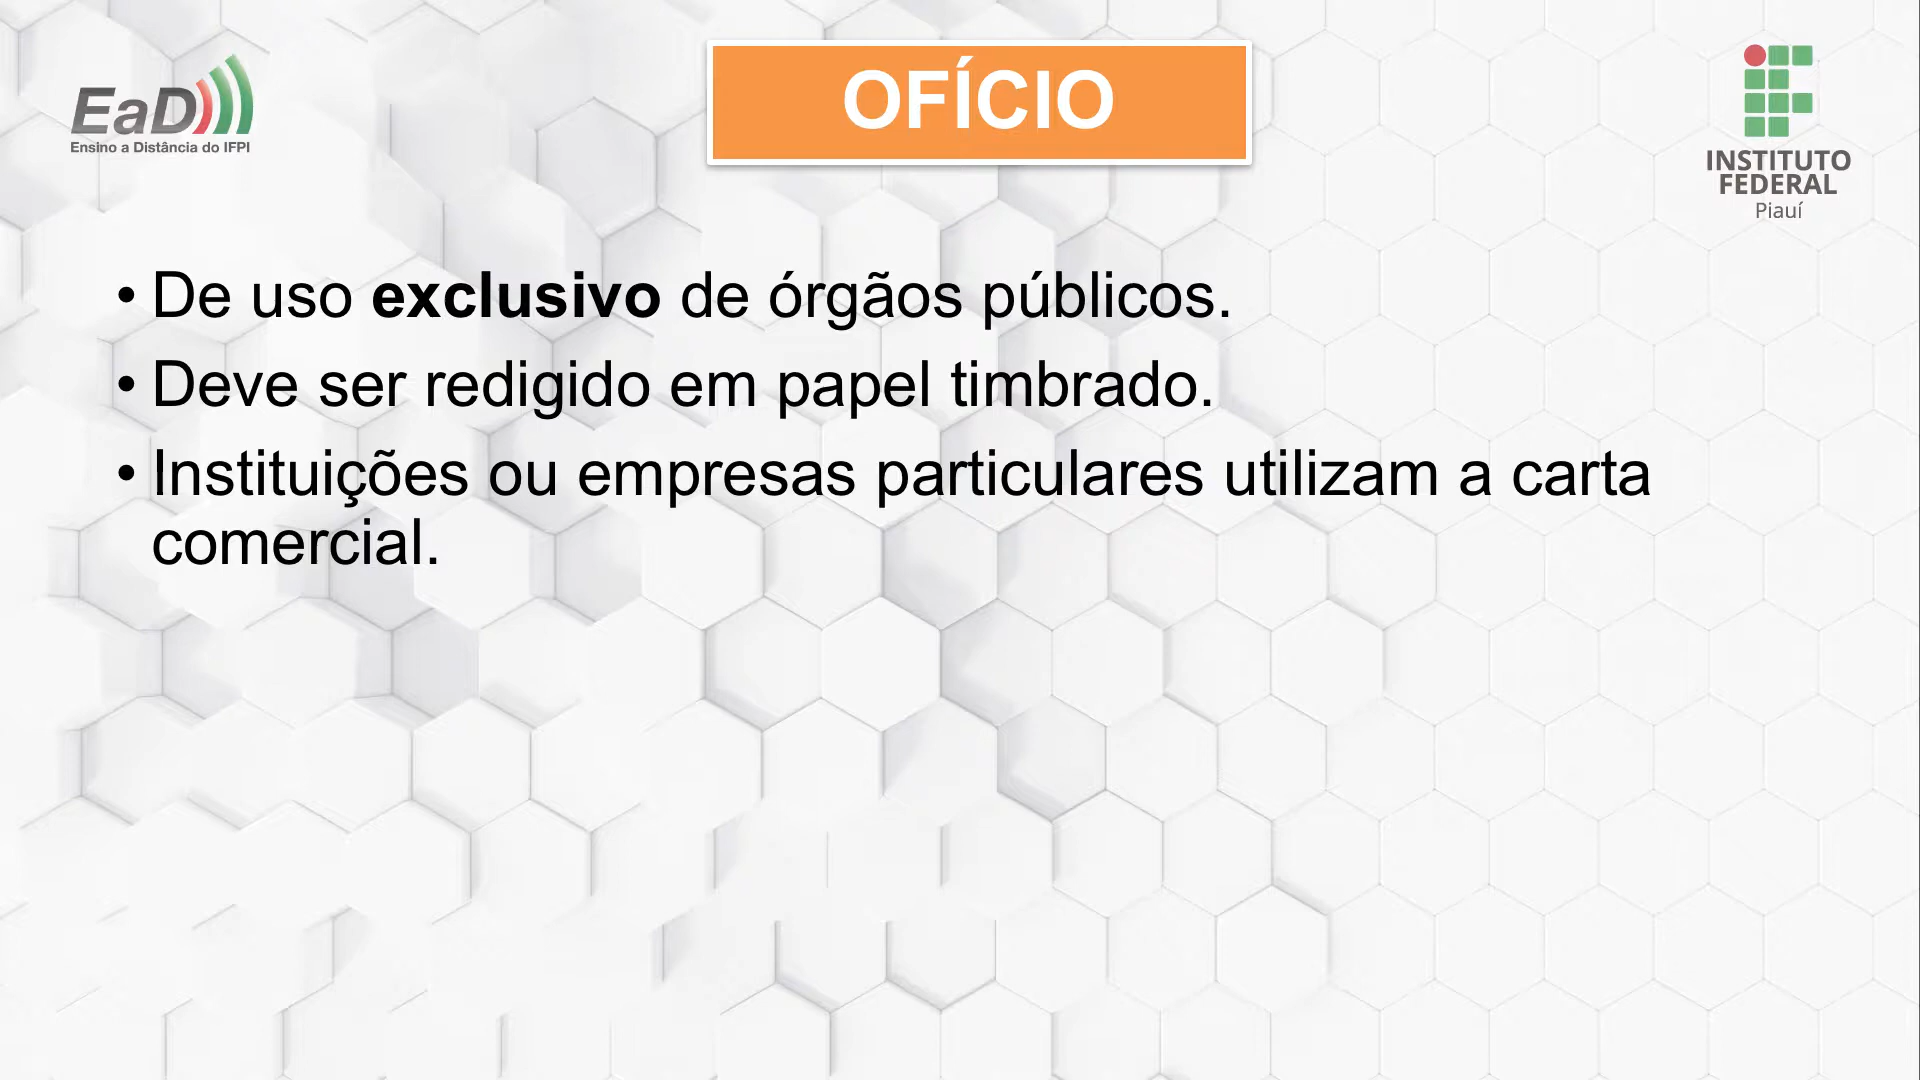 OFÍCIO
EaD
Ensino a Distância do IFPI
INSTITUTO
FEDERAL
Piauí
• De uso exclusivo de órgãos públicos.
• Deve ser redigido em papel timbrado.
• Instituições ou empresas particulares utilizam a carta
comercial.